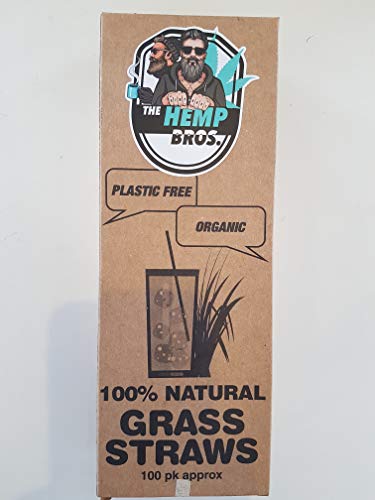 THE
HEMP
BROS.
PLASTIC FREE
ORGANIC
100% NATURAL
GRASS
STRAWS
100 pk approx